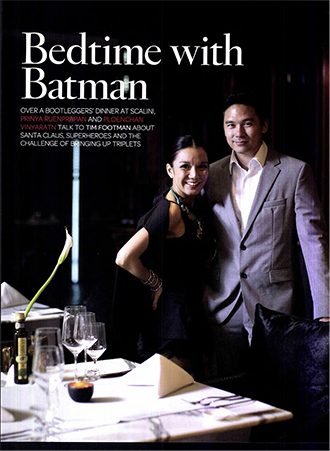 Bedtime with
Batman
OVER A BOOTLEGGERS' DINNER AT SCALINI,
PRINYA RUENPRAPAN AND PLOENCHAN
VINYARATN TALK TO TIM FOOTMAN ABOUT
SANTA CLAUS, SUPERHEROES AND THE
CHALLENGE OF BRINGING UP TRIPLETS